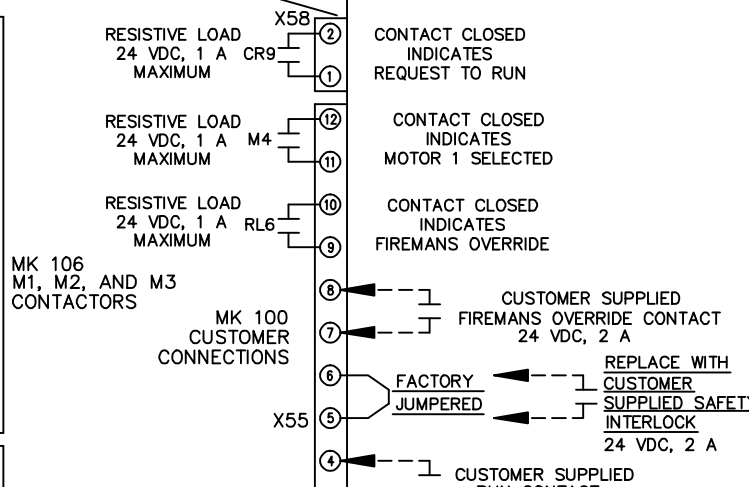 X58
RESISTIVE LOAD
24 VDC, 1 A
MAXIMUM
CR9
2
1
CONTACT CLOSED
INDICATES
REQUEST TO RUN
RESISTIVE LOAD
24 VDC, 1 A
MAXIMUM
M4
12
11
CONTACT CLOSED
INDICATES
MOTOR 1 SELECTED
RESISTIVE LOAD
24 VDC, 1 A
MAXIMUM
RL6
10
9
CONTACT CLOSED
INDICATES
FIREMANS OVERRIDE
MK 106
M1, M2, AND M3
CONTACTORS
MK 100
CUSTOMER
CONNECTIONS
8
7
CUSTOMER SUPPLIED
FIREMANS OVERRIDE CONTACT
24 VDC, 2 A
6
5
X55
FACTORY
JUMPERED
REPLACE WITH
CUSTOMER
SUPPLIED SAFETY
INTERLOCK
24 VDC, 2 A
4
CUSTOMER SUPPLIED
RUN CONTACT